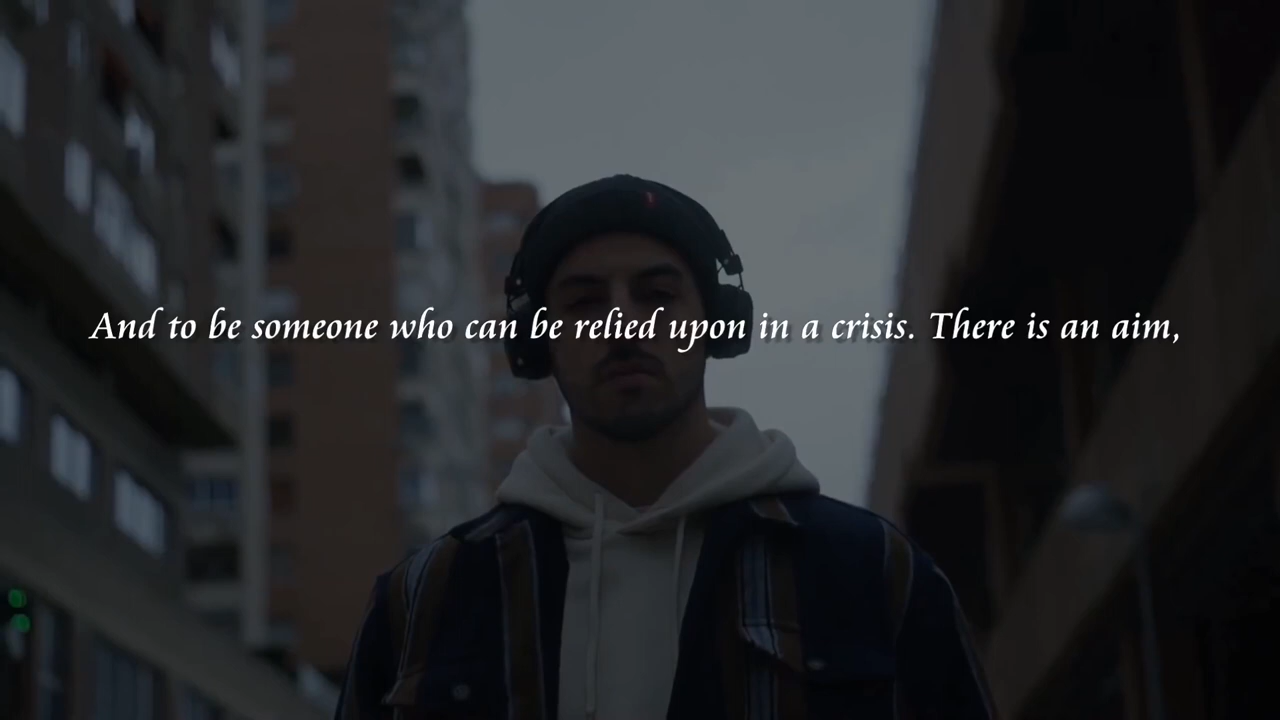 And to be someone who can be relied upon in a crisis. There is an aim,